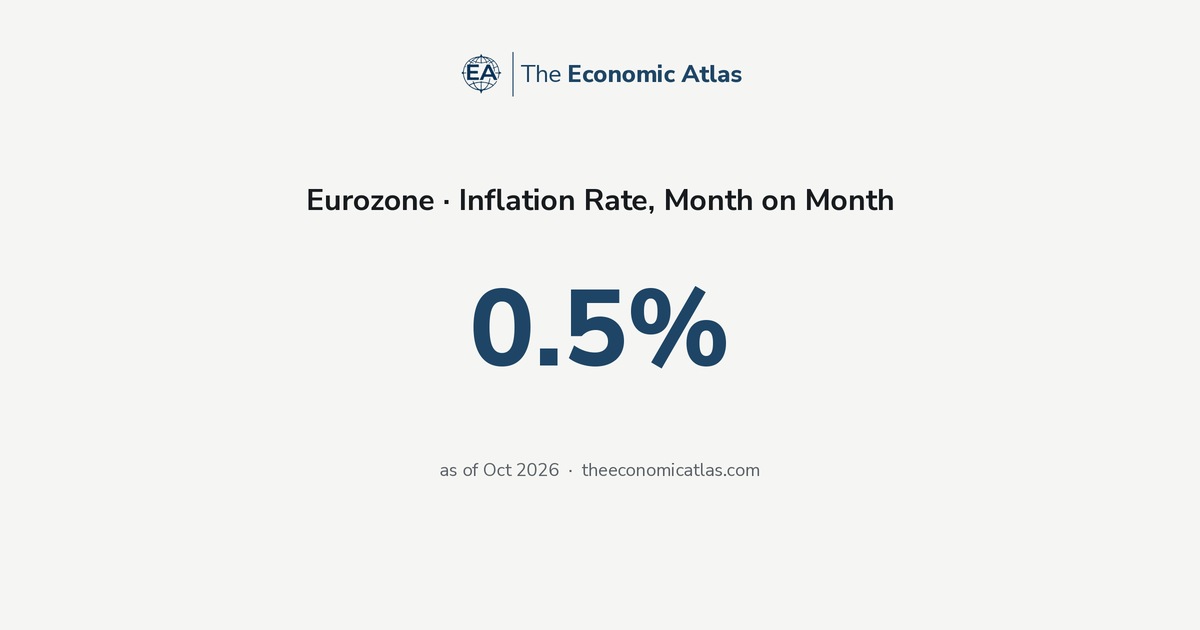 EA The Economic Atlas
Eurozone · Inflation Rate, Month on Month
0.5%
as of Oct 2026 · theeconomicatlas.com